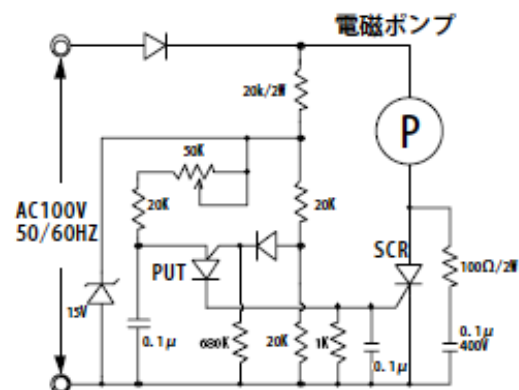 電磁ポンプ
20k/2W
P
50K
20K
20K
AC100V
50/60HZ
PUT
SCR
100Ω/2W
15V
0.1μ
680K
20K
1K
0.1μ
0.1μ
400V